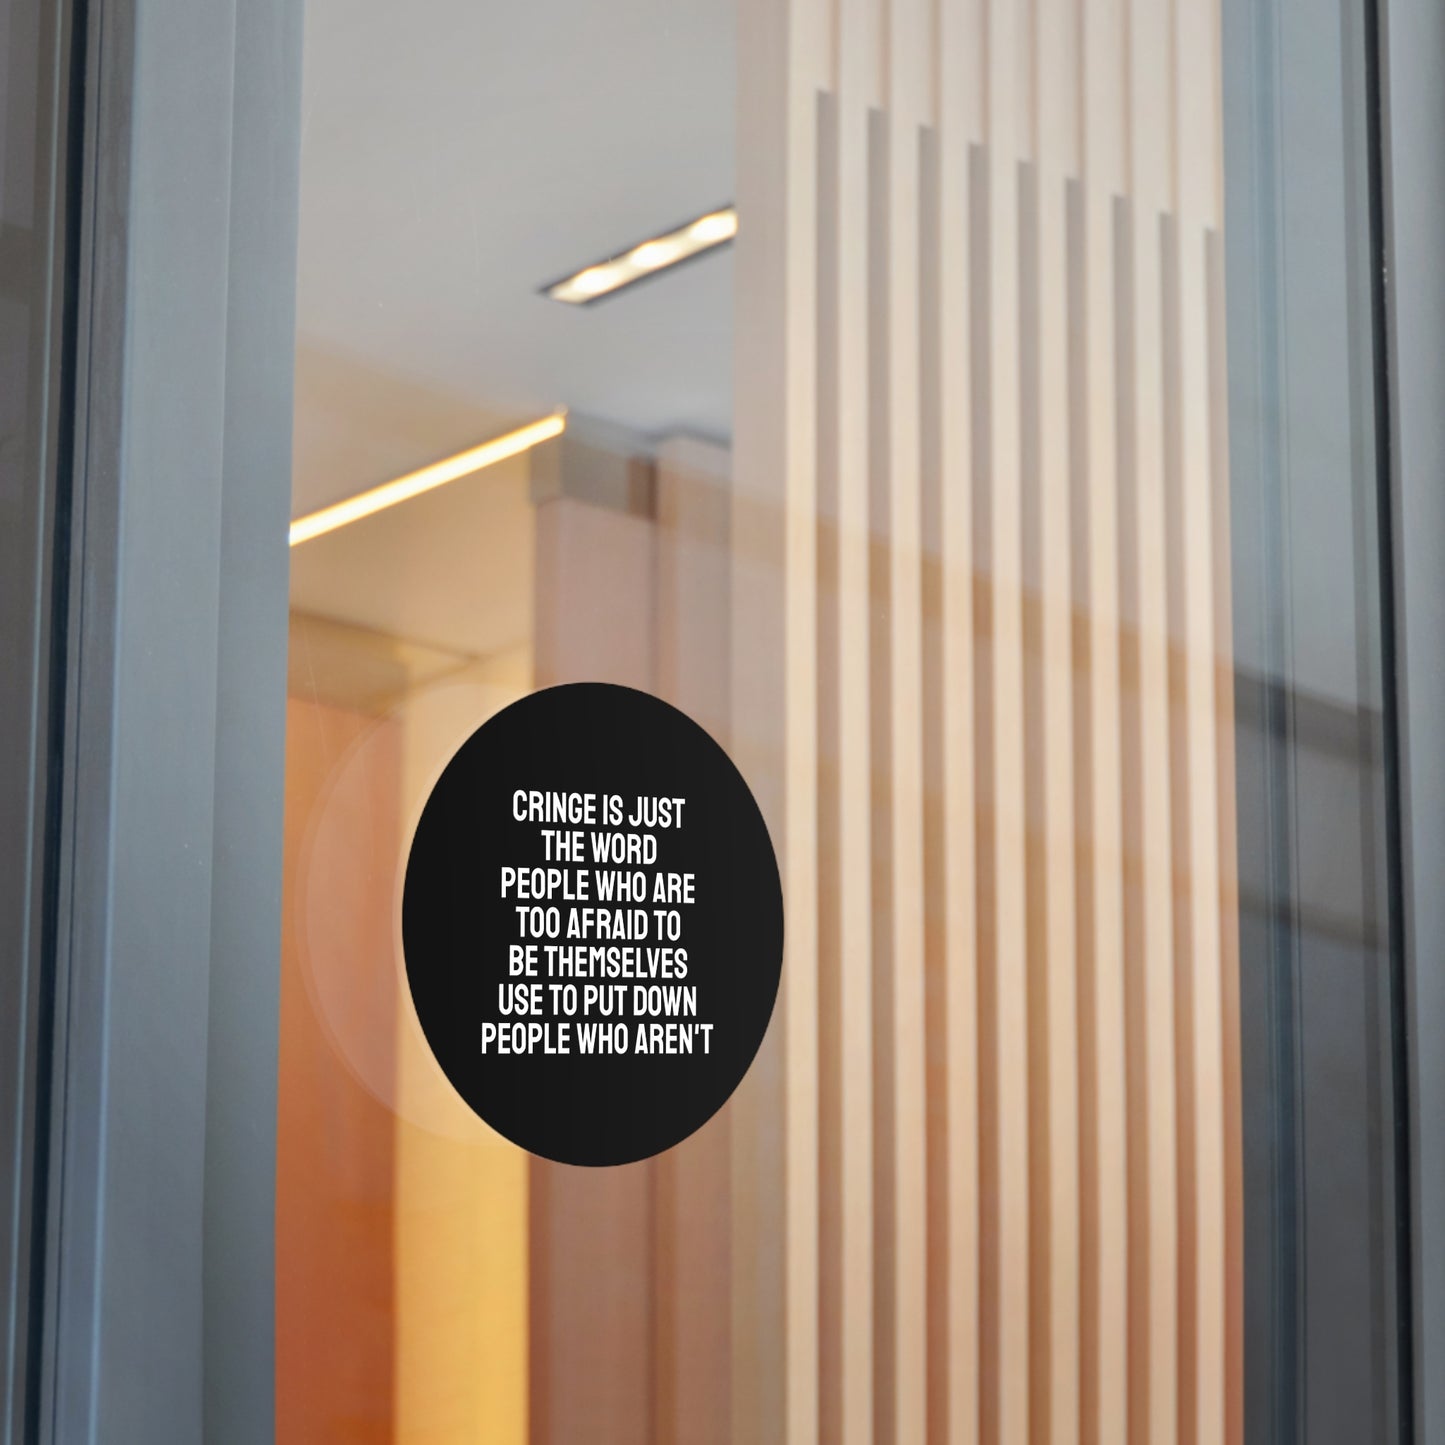 CRINGE IS JUST
THE WORD
PEOPLE WHO ARE
TOO AFRAID TO
BE THEMSELVES
USE TO PUT DOWN
PEOPLE WHO AREN'T